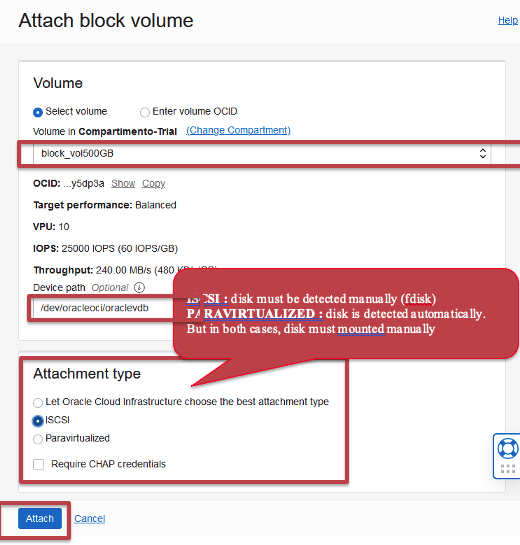 Attach block volume
Help
Volume
Select volume
Enter volume OCID
Volume in Compartimento-Trial (Change Compartment)
block_vol500GB
OCID: ...y5dp3a Show Copy
Target performance: Balanced
VPU: 10
IOPS: 25000 IOPS (60 IOPS/GB)
Throughput: 240.00 MB/s (480 KB/s/IOPS)
Device path Optional
/dev/oracleoci/oraclevdb
ISCSI : disk must be detected manually (fdisk)
PARAVIRTUALIZED : disk is detected automatically.
But in both cases, disk must mounted manually
Attachment type
Let Oracle Cloud Infrastructure choose the best attachment type
ISCSI
Paravirtualized
Require CHAP credentials
Attach
Cancel